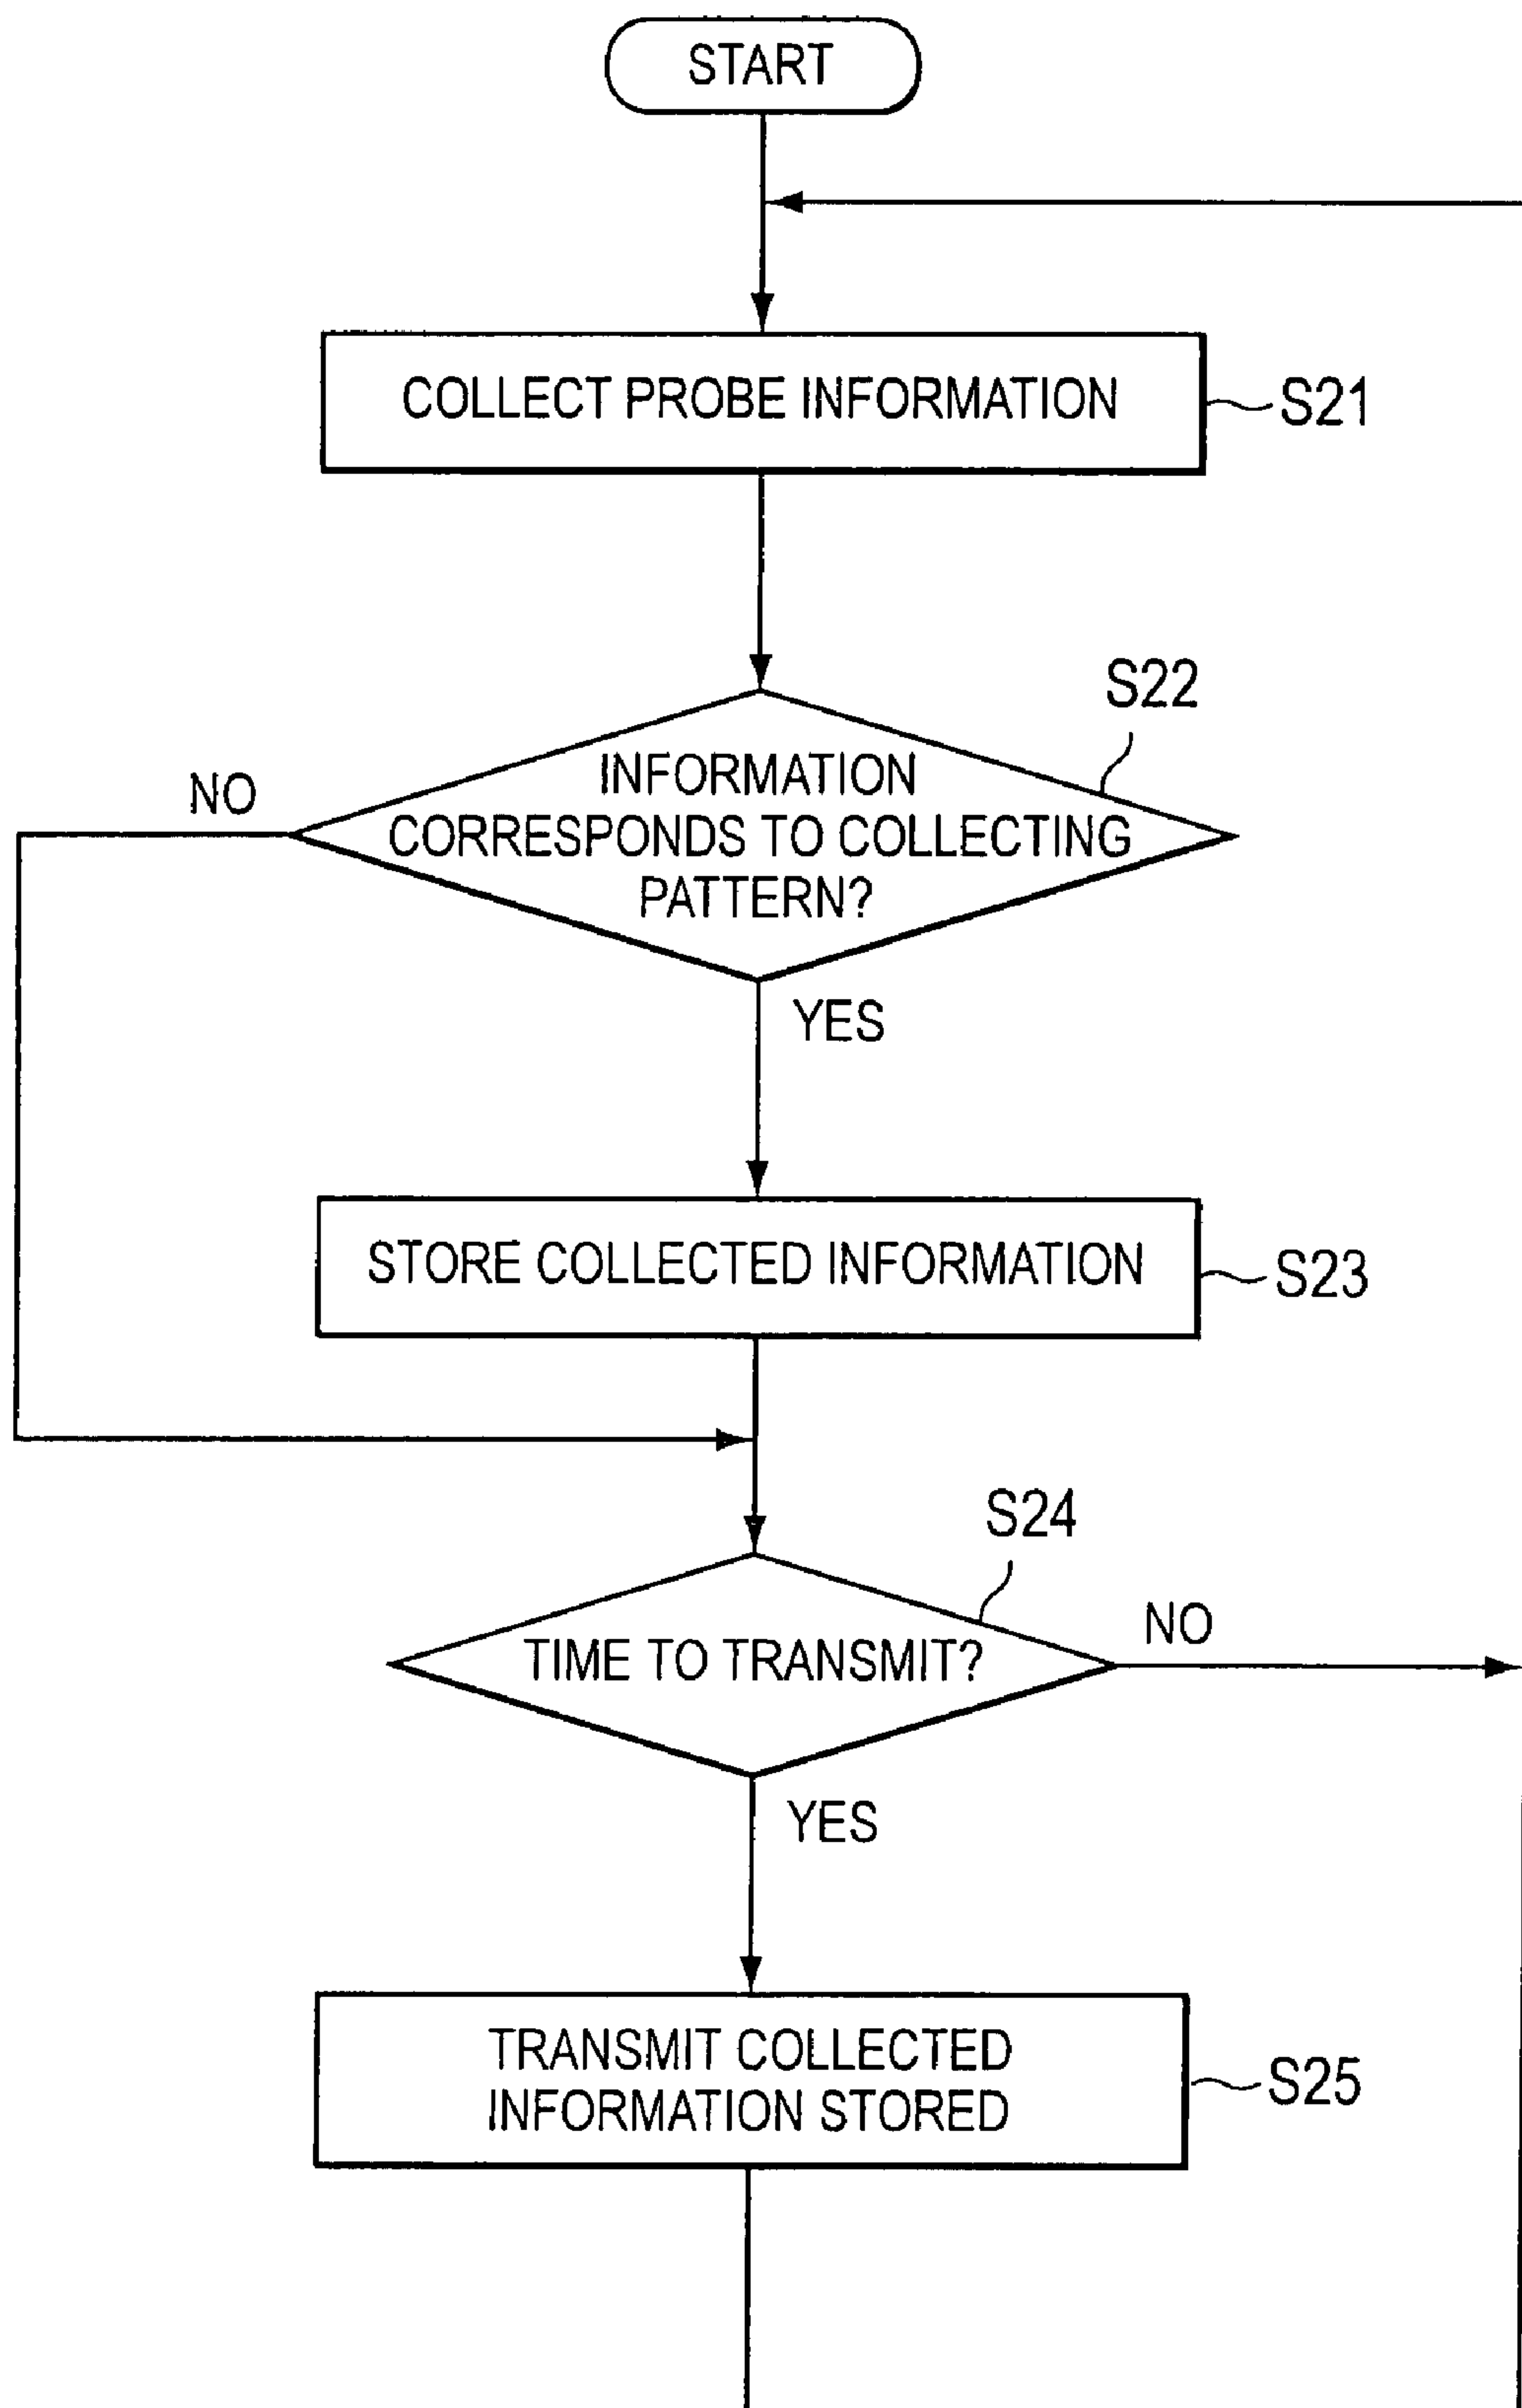 START
COLLECT PROBE INFORMATION
S21
S22
INFORMATION
CORRESPONDS TO COLLECTING
PATTERN?
NO
YES
STORE COLLECTED INFORMATION
S23
S24
TIME TO TRANSMIT?
NO
YES
TRANSMIT COLLECTED
INFORMATION STORED
S25